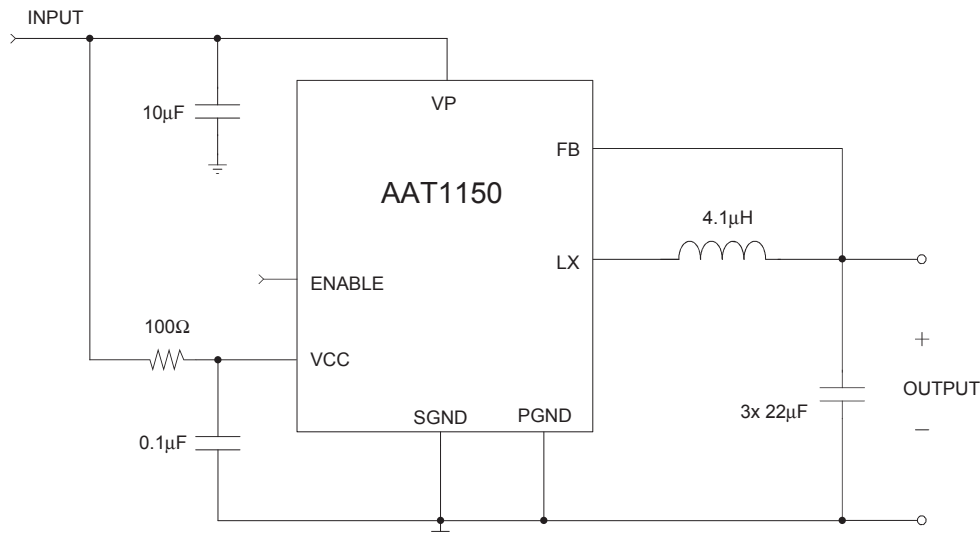 INPUT
10μF
VP
FB
AAT1150
4.1μH
LX
ENABLE
100Ω
VCC
+
OUTPUT
3x 22μF
SGND
PGND
0.1μF
–